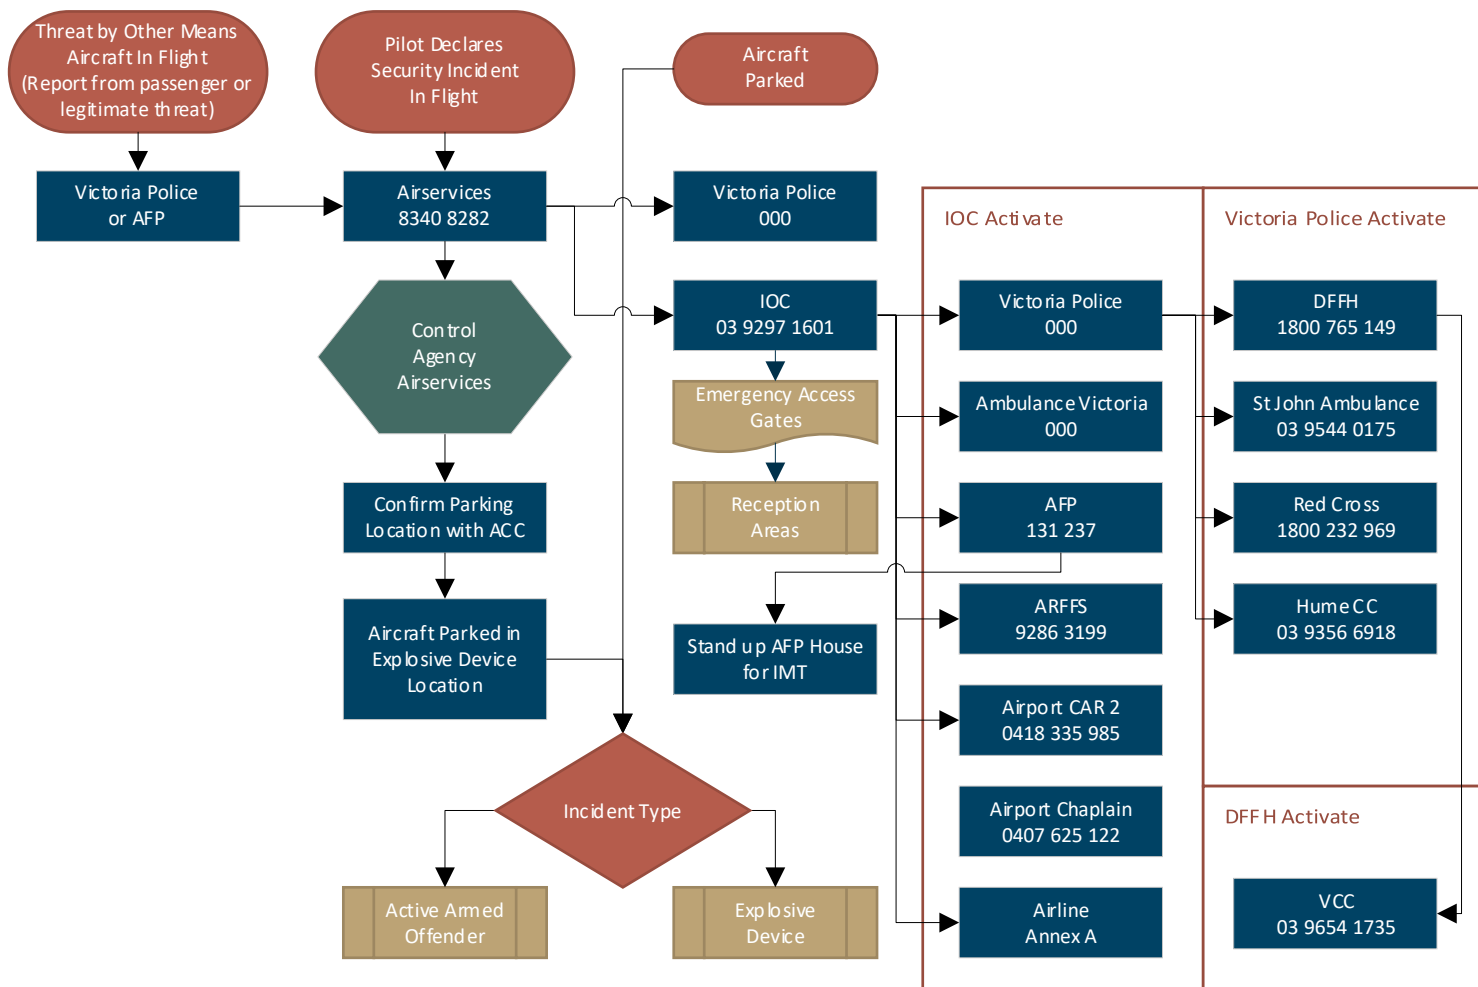 Threat by Other Means
Aircraft In Flight
(Report from passenger or
legitimate threat)
Pilot Declares
Security Incident
In Flight
Aircraft
Parked
Victoria Police
or AFP
Airservices
8340 8282
Victoria Police
000
IOC Activate
Victoria Police Activate
IOC
03 9297 1601
Victoria Police
000
DFFH
1800 765 149
Control
Agency
Airservices
Emergency Access
Gates
Ambulance Victoria
000
St John Ambulance
03 9544 0175
Confirm Parking
Location with ACC
Reception
Areas
AFP
131 237
Red Cross
1800 232 969
Aircraft Parked in
Explosive Device
Location
Stand up AFP House
for IMT
ARFFS
9286 3199
Hume CC
03 9356 6918
Airport CAR 2
0418 335 985
Incident Type
Airport Chaplain
0407 625 122
DFFH Activate
Active Armed
Offender
Explosive
Device
Airline
Annex A
VCC
03 9654 1735